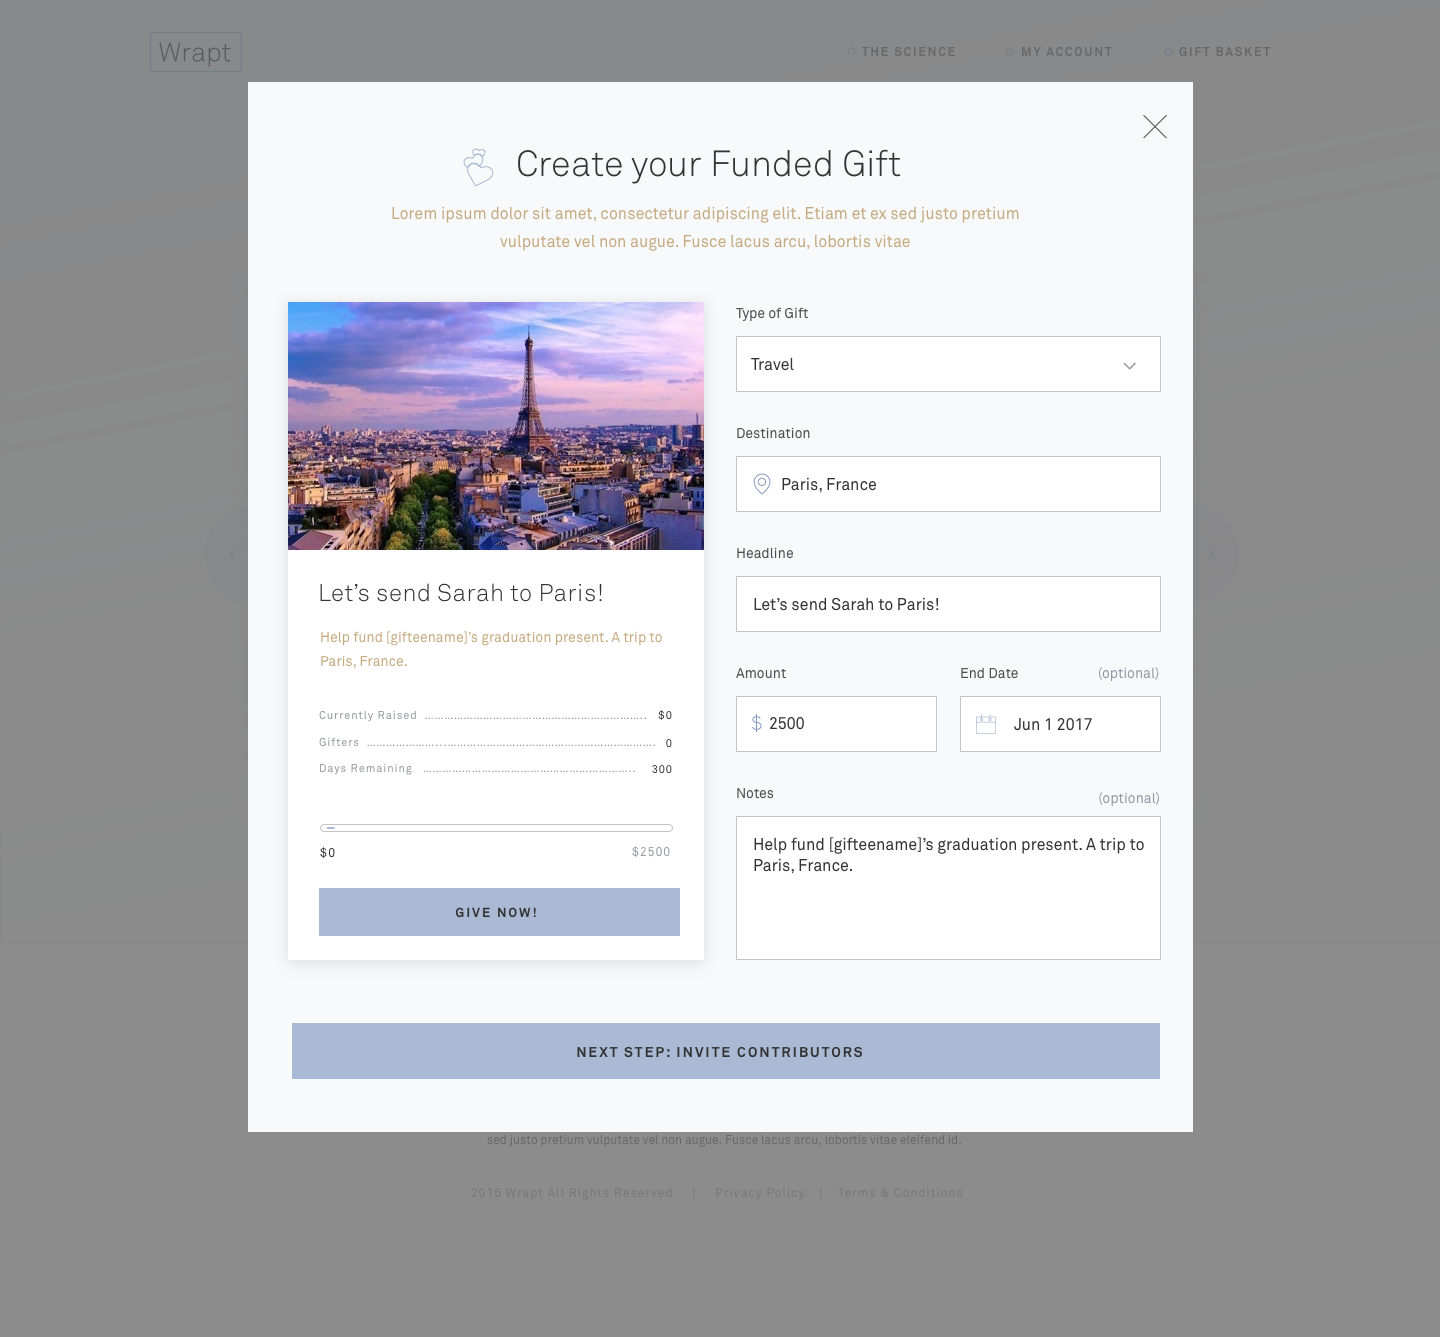 Wrapt
THE SCIENCE
MY ACCOUNT
GIFT BASKET
Create your Funded Gift
Lorem ipsum dolor sit amet, consectetur adipiscing elit. Etiam et ex sed justo pretium
vulputate vel non augue. Fusce lacus arcu, lobortis vitae
Let’s send Sarah to Paris!
Help fund [gifteename]’s graduation present. A trip to
Paris, France.
Currently Raised ........................................................................ $0
Gifters ............................................................................................... 0
Days Remaining ..................................................................... 300
$0 $2500
GIVE NOW!
Type of Gift
Travel
Destination
Paris, France
Headline
Let’s send Sarah to Paris!
Amount
$ 2500
End Date (optional)
Jun 1 2017
Notes (optional)
Help fund [gifteename]’s graduation present. A trip to
Paris, France.
NEXT STEP: INVITE CONTRIBUTORS
sed justo pretium vulputate vel non augue. Fusce lacus arcu, lobortis vitae eleifend id.
2016 Wrapt All Rights Reserved | Privacy Policy. | Terms & Conditions